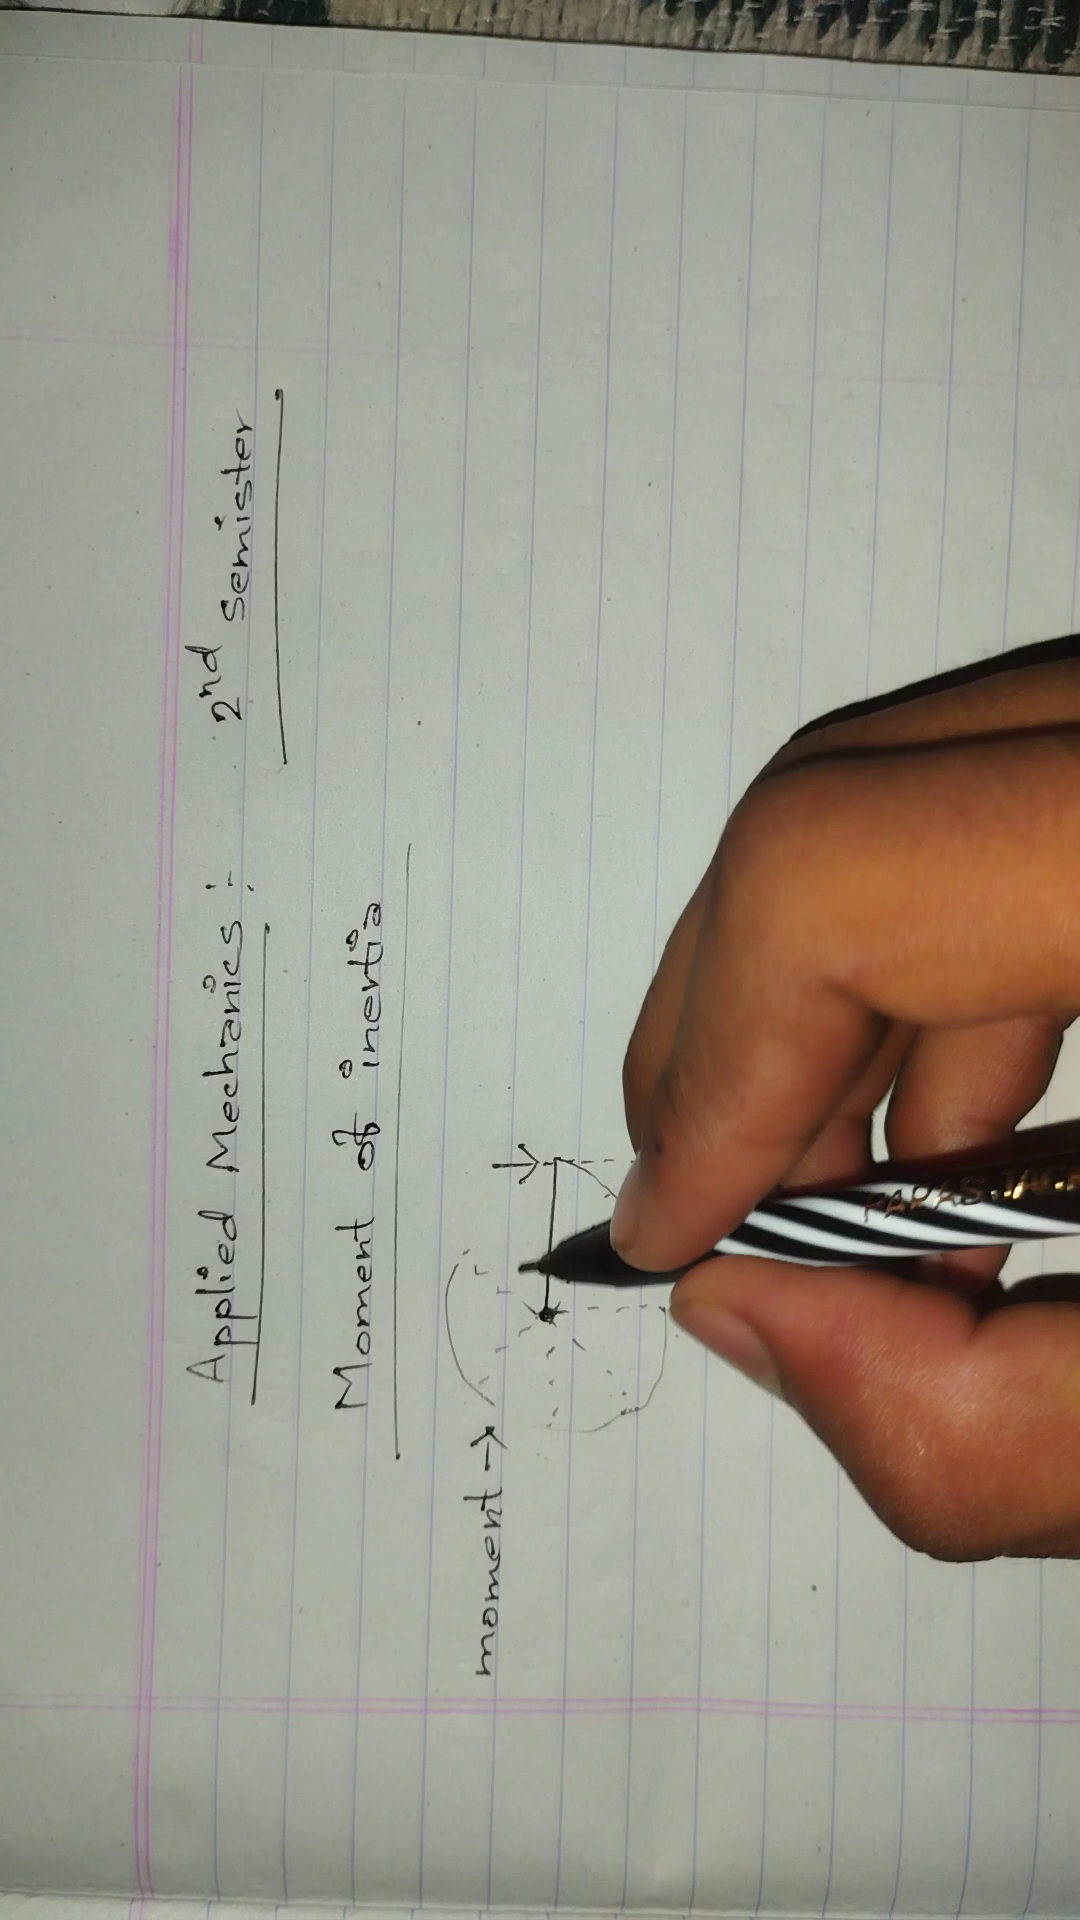 Applied Mechanics :- 2nd semister
Moment of inertia
moment →